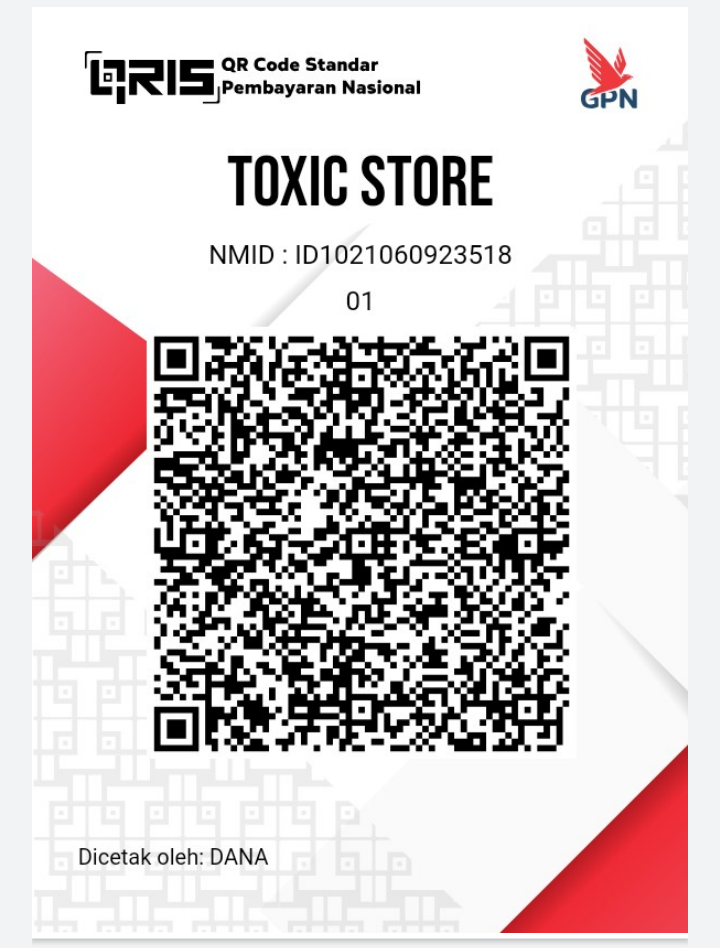 QRIS QR Code Standar
Pembayaran Nasional
GPN
TOXIC STORE
NMID : ID1021060923518
01
Dicetak oleh: DANA